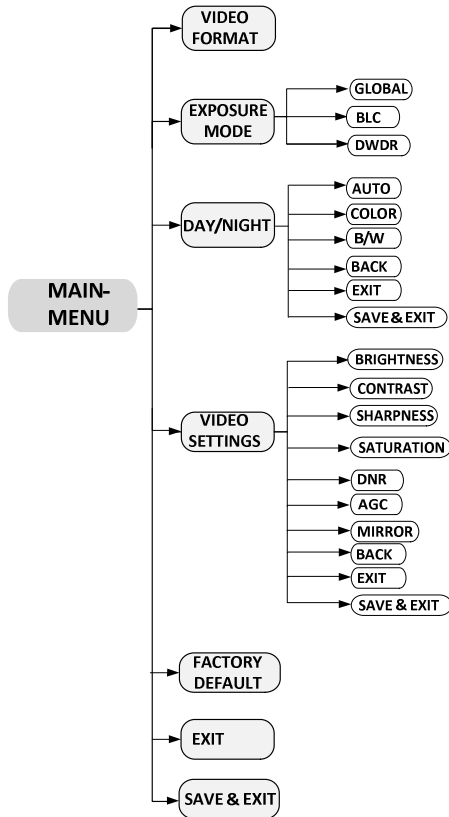 MAIN-
MENU
VIDEO
FORMAT
EXPOSURE
MODE
GLOBAL
BLC
DWDR
DAY/NIGHT
AUTO
COLOR
B/W
BACK
EXIT
SAVE & EXIT
VIDEO
SETTINGS
BRIGHTNESS
CONTRAST
SHARPNESS
SATURATION
DNR
AGC
MIRROR
BACK
EXIT
SAVE & EXIT
FACTORY
DEFAULT
EXIT
SAVE & EXIT